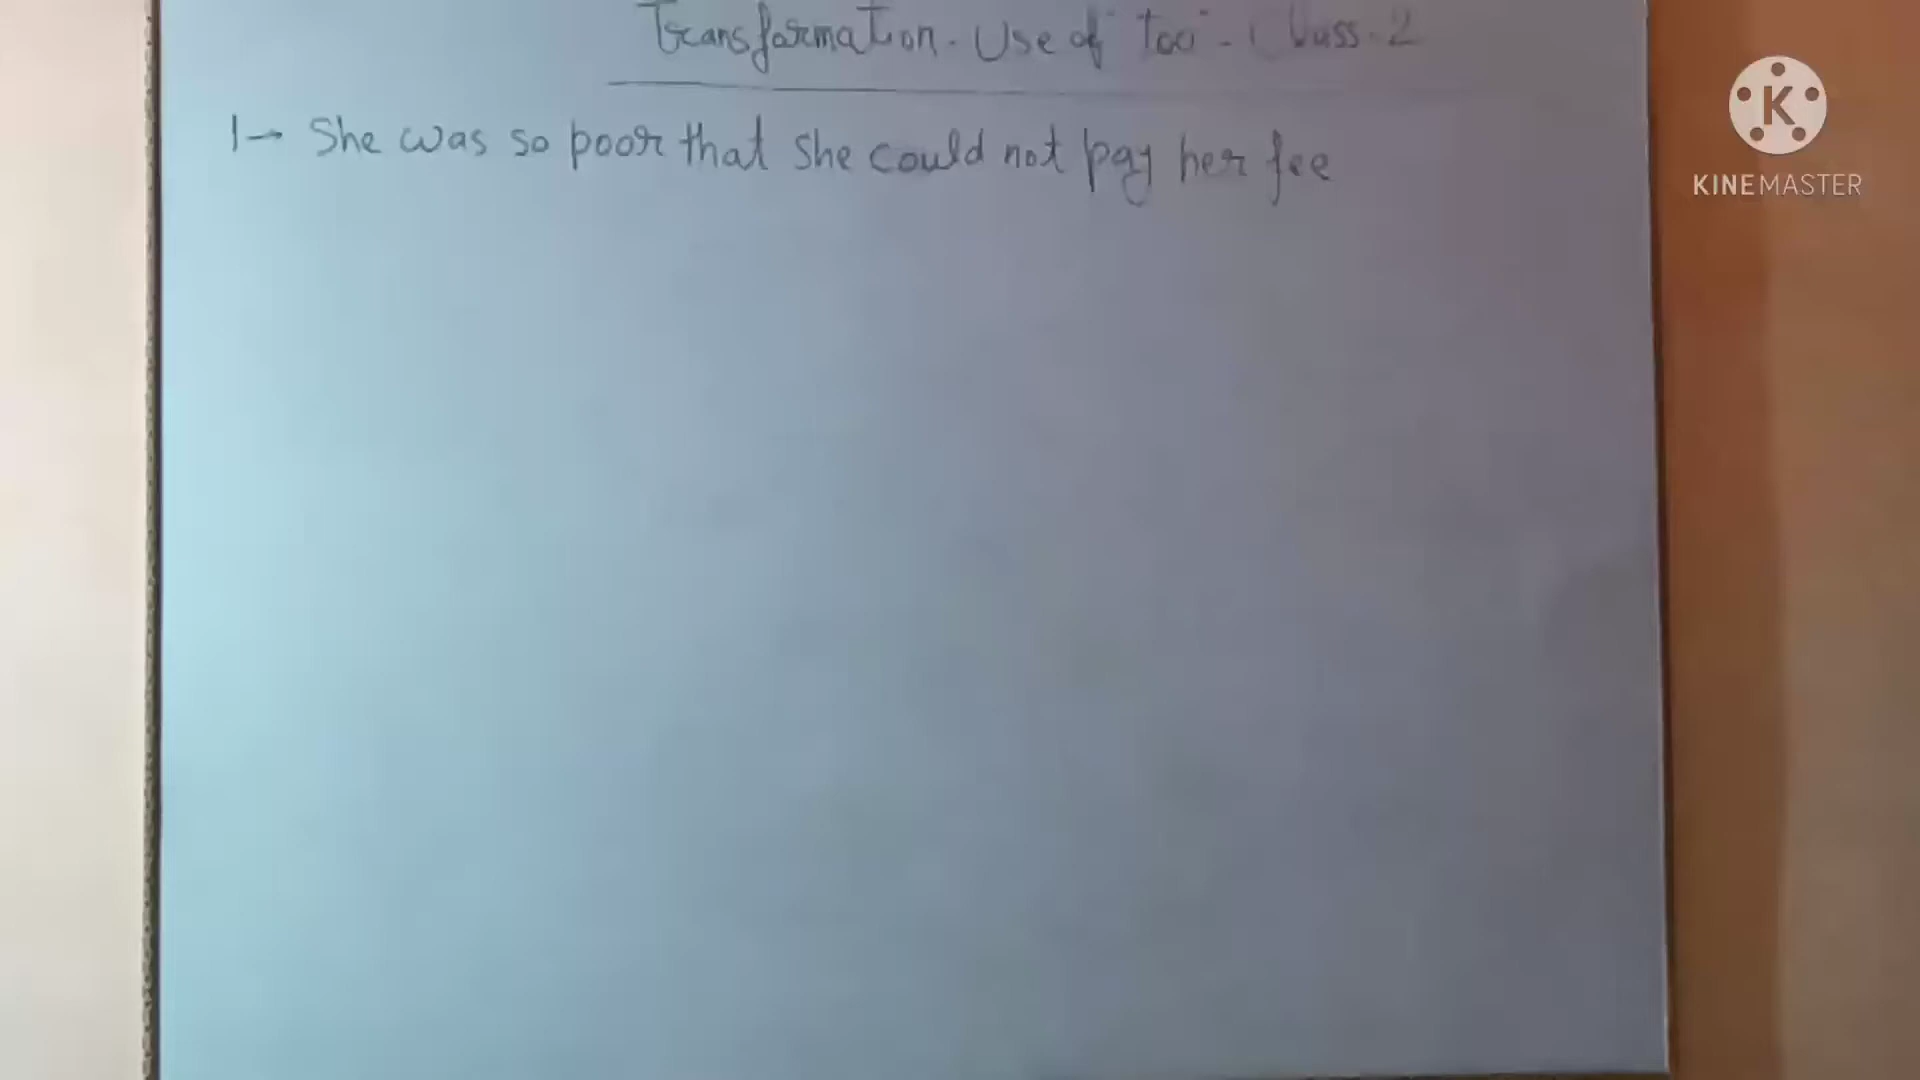 Transformation. Use of "too" - Class-2
1→ She was so poor that she could not pay her fee
K
KINEMASTER